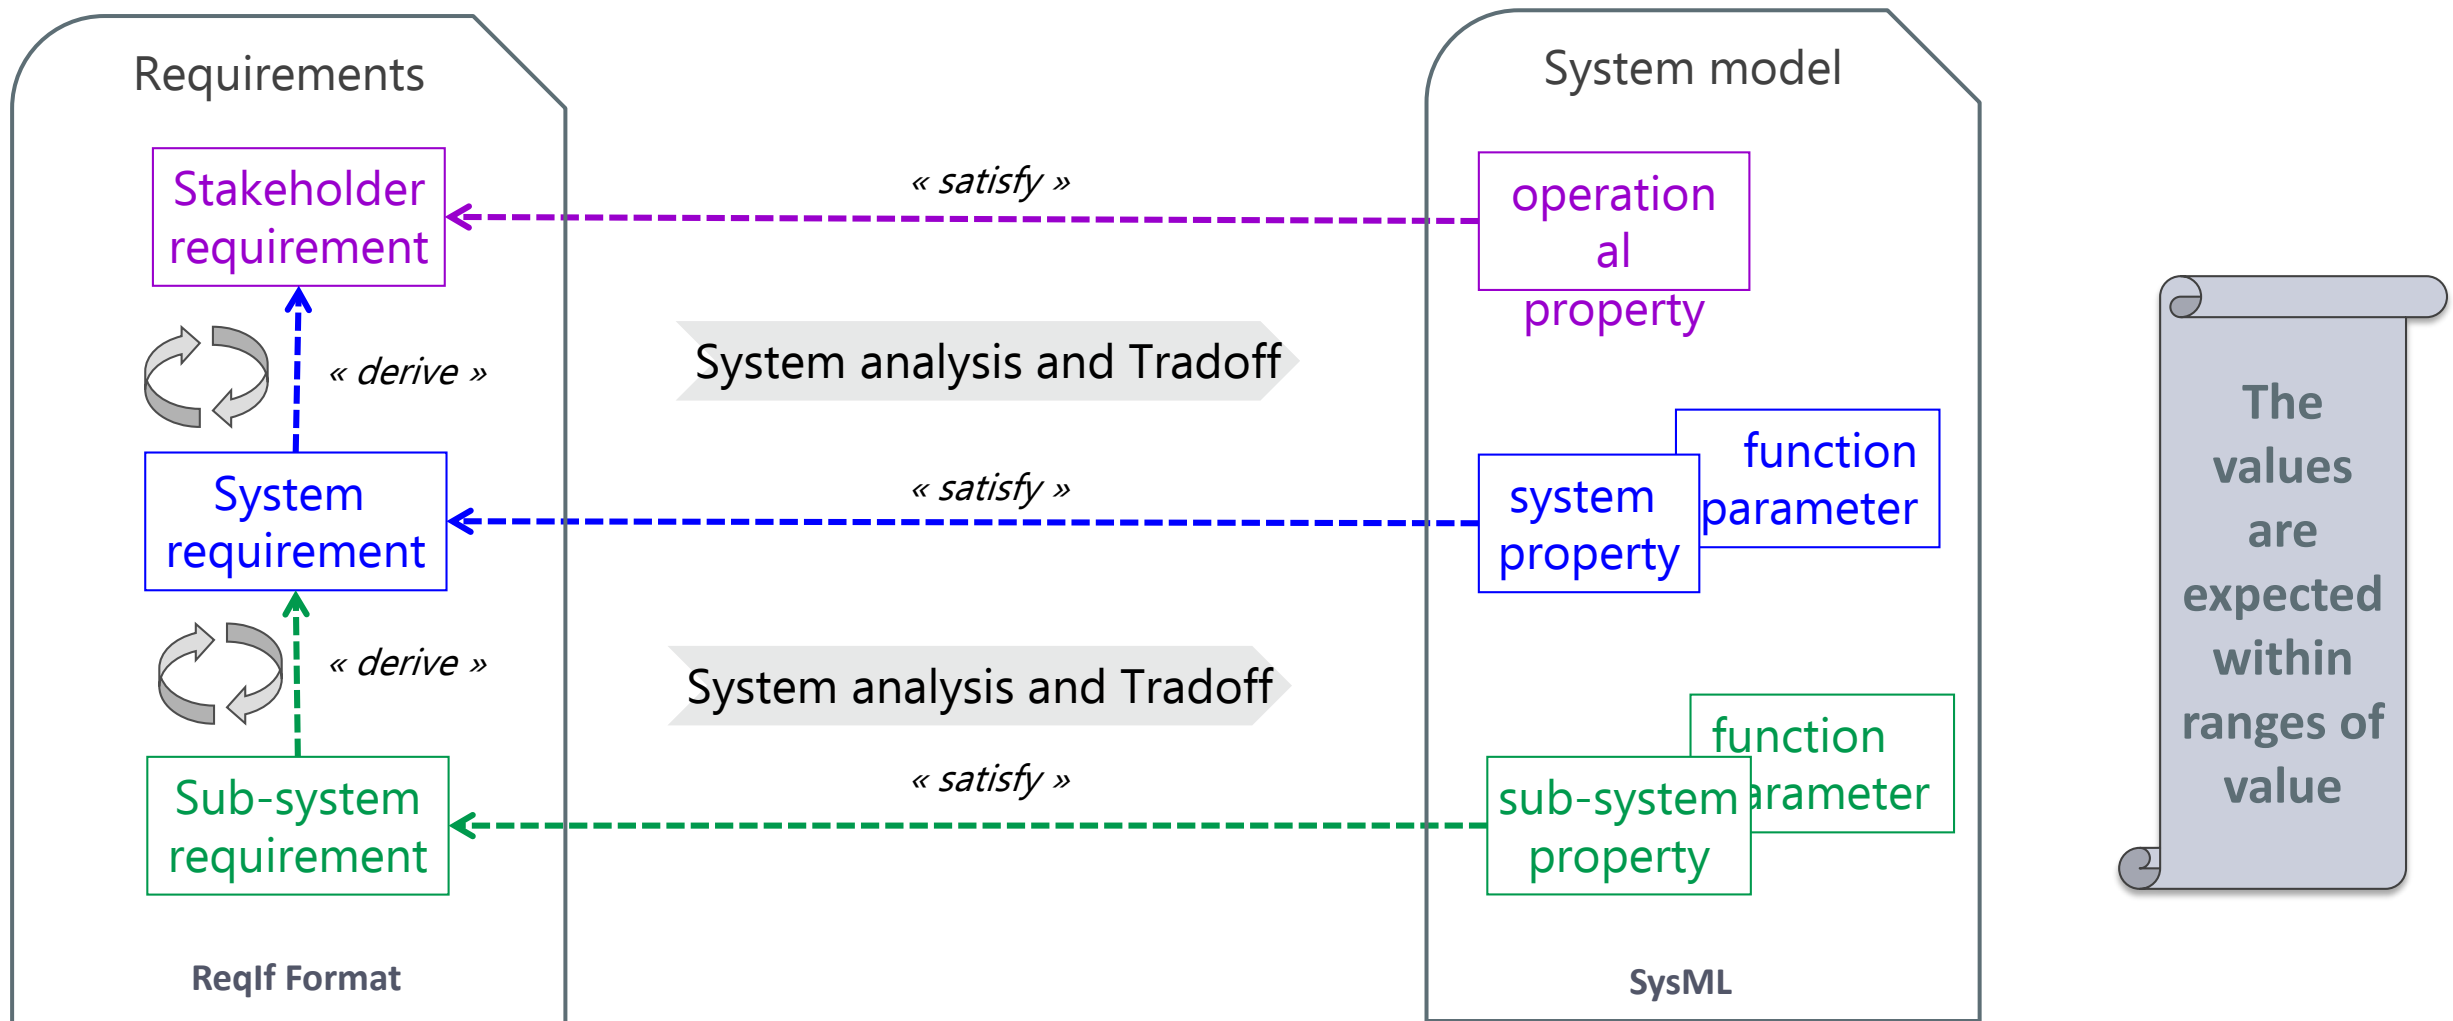 Requirements
Stakeholder
requirement
« derive »
System
requirement
« derive »
Sub-system
requirement
ReqIf Format
« satisfy »
System analysis and Tradoff
« satisfy »
System analysis and Tradoff
« satisfy »
System model
operation
al
property
function
parameter
system
property
function
arameter
sub-system
property
SysML
The
values
are
expected
within
ranges of
value